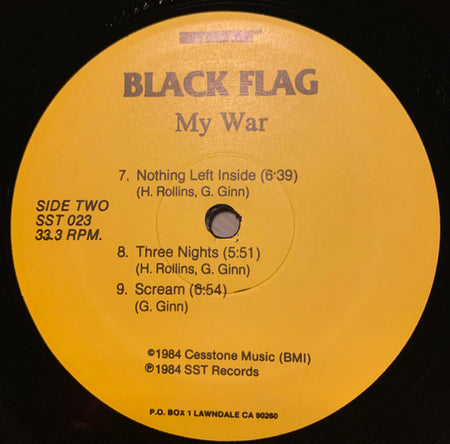 BLACK FLAG
My War
7. Nothing Left Inside (6:39)
(H. Rollins, G. Ginn)
SIDE TWO
SST 023
33.3 RPM.
8. Three Nights (5:51)
(H. Rollins, G. Ginn)
9. Scream (6:54)
(G. Ginn)
©1984 Cesstone Music (BMI)
℗1984 SST Records
P.O. BOX 1 LAWNDALE CA 90260